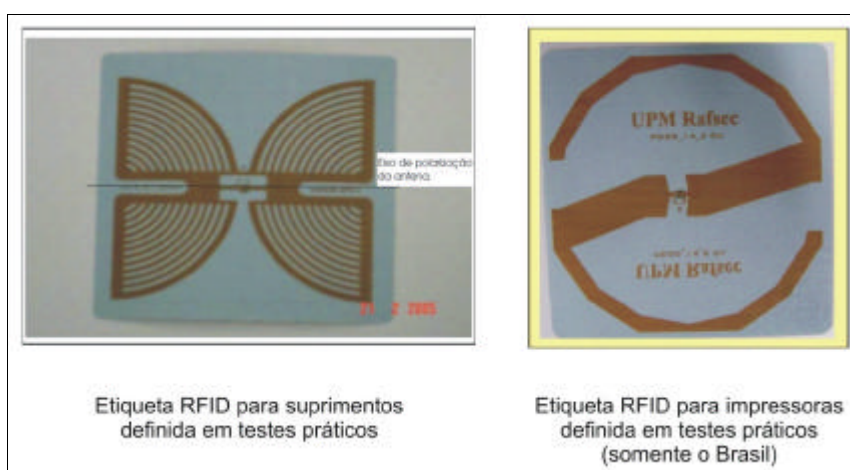 Eixo de polarização
da antena.
21 2 2005
UPM Rafsec
UPM Rafsec
Etiqueta RFID para suprimentos
definida em testes práticos
Etiqueta RFID para impressoras
definida em testes práticos
(somente o Brasil)